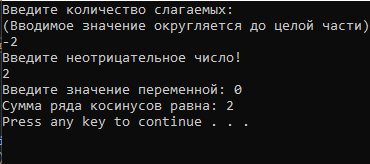 Введите количество слагаемых:
(Вводимое значение округляется до целой части)
-2
Введите неотрицательное число!
2
Введите значение переменной: 0
Сумма ряда косинусов равна: 2
Press any key to continue . . .